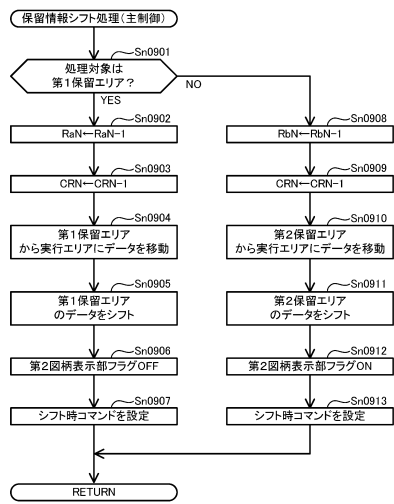 保留情報シフト処理(主制御)
Sn0901
処理対象は
第1保留エリア?
YES
NO
Sn0902
RaN←RaN-1
Sn0903
CRN←CRN-1
Sn0904
第1保留エリア
から実行エリアにデータを移動
Sn0905
第1保留エリア
のデータをシフト
Sn0906
第2図柄表示部フラグOFF
Sn0907
シフト時コマンドを設定
Sn0908
RbN←RbN-1
Sn0909
CRN←CRN-1
Sn0910
第2保留エリア
から実行エリアにデータを移動
Sn0911
第2保留エリア
のデータをシフト
Sn0912
第2図柄表示部フラグON
Sn0913
シフト時コマンドを設定
RETURN